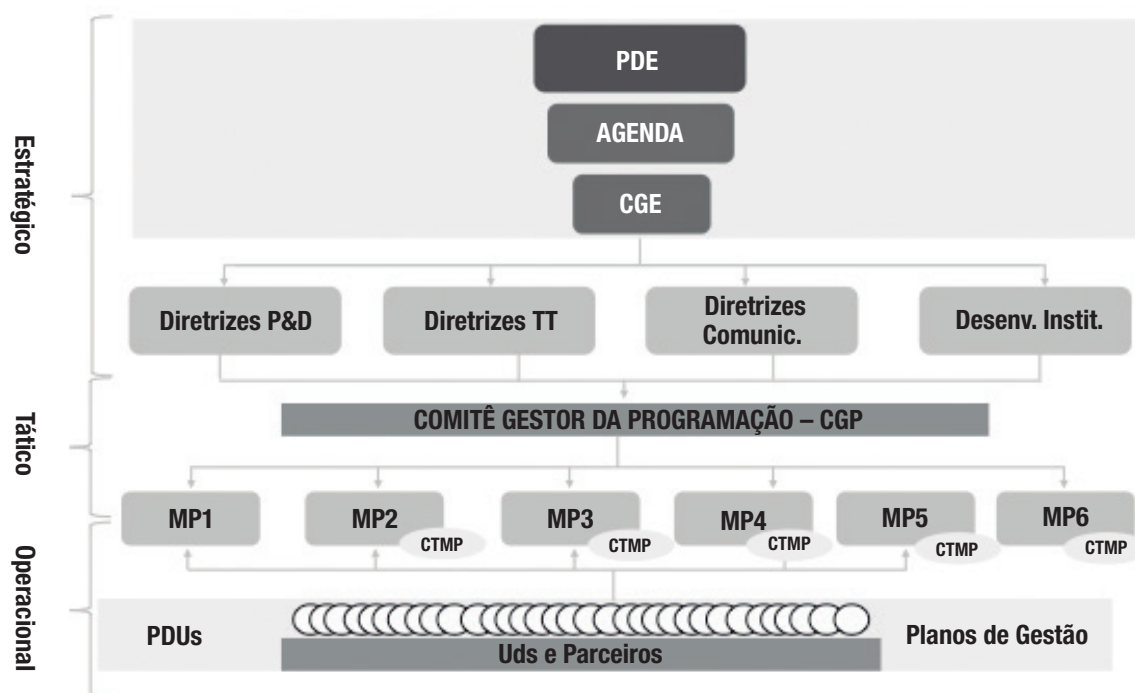 Estratégico
PDE
AGENDA
CGE
Diretrizes P&D
Diretrizes TT
Diretrizes
Comunic.
Desenv. Instit.
Tático
COMITÊ GESTOR DA PROGRAMAÇÃO – CGP
MP1
MP2
CTMP
MP3
CTMP
MP4
CTMP
MP5
CTMP
MP6
CTMP
Operacional
PDUs
Uds e Parceiros
Planos de Gestão